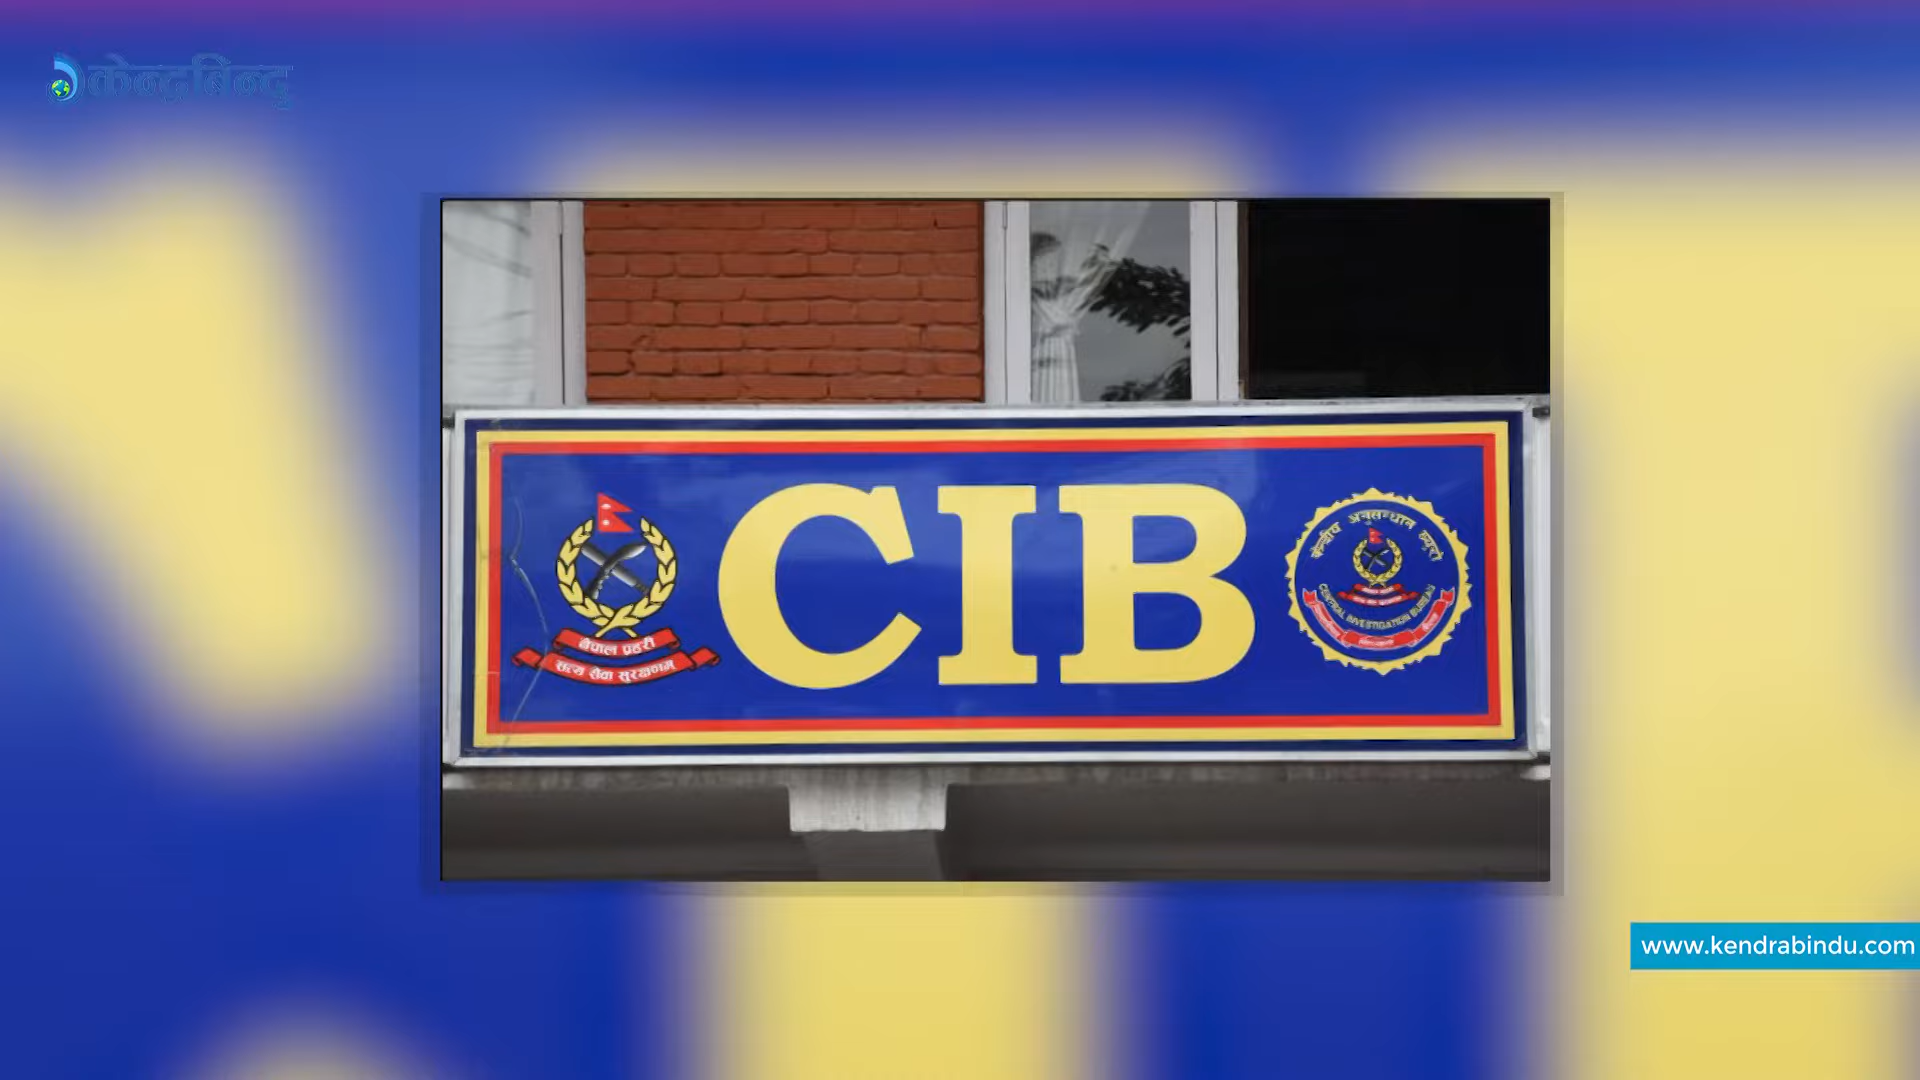 केन्द्रबिन्दु
CIB
नेपाल प्रहरी
सत्य सेवा सुरक्षणम्
केन्द्रीय अनुसन्धान ब्युरो
CENTRAL INVESTIGATION BUREAU
www.kendrabindu.com